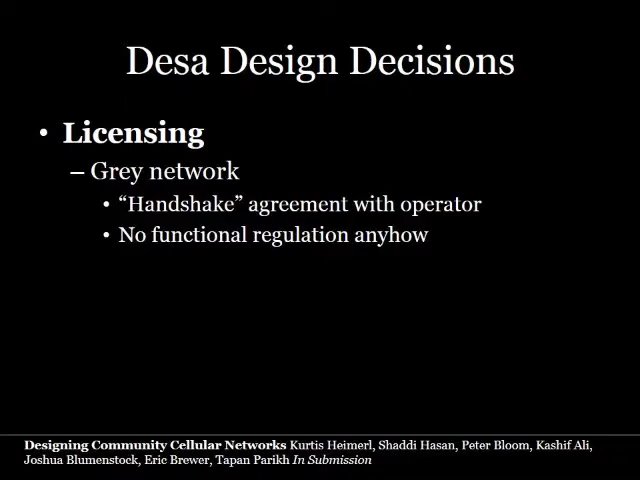 Desa Design Decisions
• Licensing
– Grey network
• “Handshake” agreement with operator
• No functional regulation anyhow
Designing Community Cellular Networks Kurtis Heimerl, Shaddi Hasan, Peter Bloom, Kashif Ali,
Joshua Blumenstock, Eric Brewer, Tapan Parikh In Submission